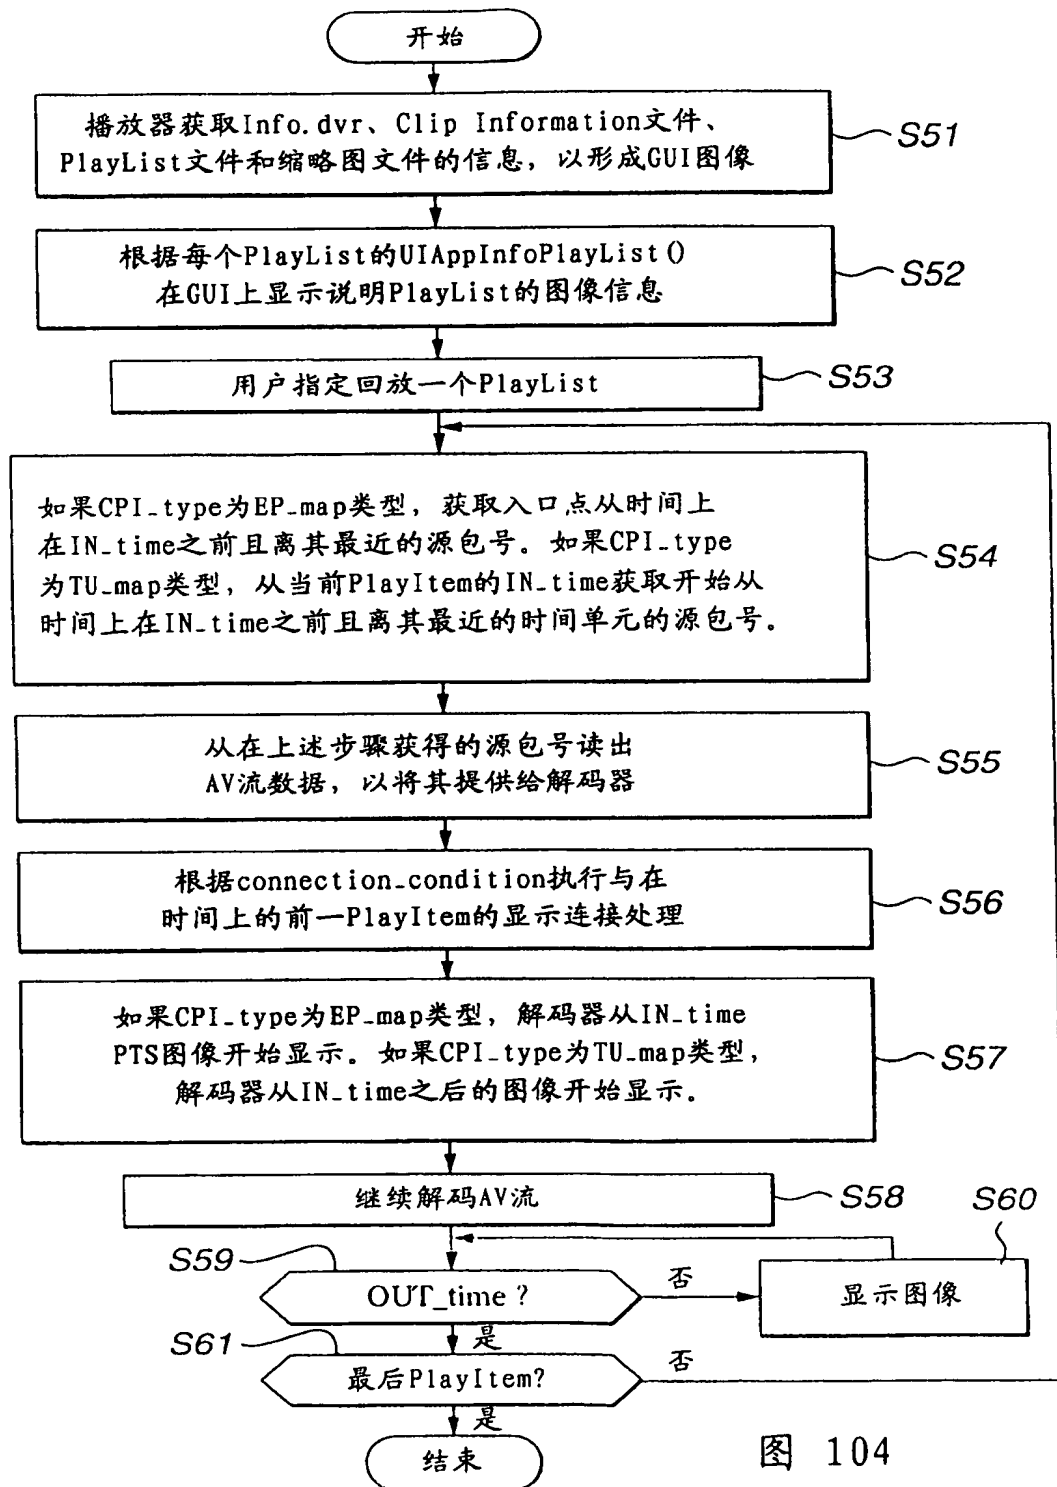 开始
播放器获取Info.dvr、Clip Information文件、
PlayList文件和缩略图文件的信息，以形成GUI图像
S51
根据每个PlayList的UIAppInfoPlayList()
在GUI上显示说明PlayList的图像信息
S52
用户指定回放一个PlayList
S53
如果CPI_type为EP_map类型，获取入口点从时间上
在IN_time之前且离其最近的源包号。如果CPI_type
为TU_map类型，从当前PlayItem的IN_time获取开始从
时间上在IN_time之前且离其最近的时间单元的源包号。
S54
从在上述步骤获得的源包号读出
AV流数据，以将其提供给解码器
S55
根据connection_condition执行与在
时间上的前一PlayItem的显示连接处理
S56
如果CPI_type为EP_map类型，解码器从IN_time
PTS图像开始显示。如果CPI_type为TU_map类型，
解码器从IN_time之后的图像开始显示。
S57
继续解码AV流
S58
S60
S59
OUT_time？
否
显示图像
是
S61
最后PlayItem?
否
是
结束
图 104